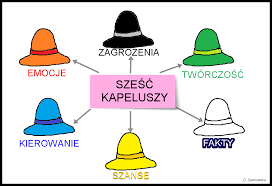 ZAGROŻENIA
EMOCJE
TWÓRCZOŚĆ
SZEŚĆ
KAPELUSZY
KIEROWANIE
FAKTY
SZANSE